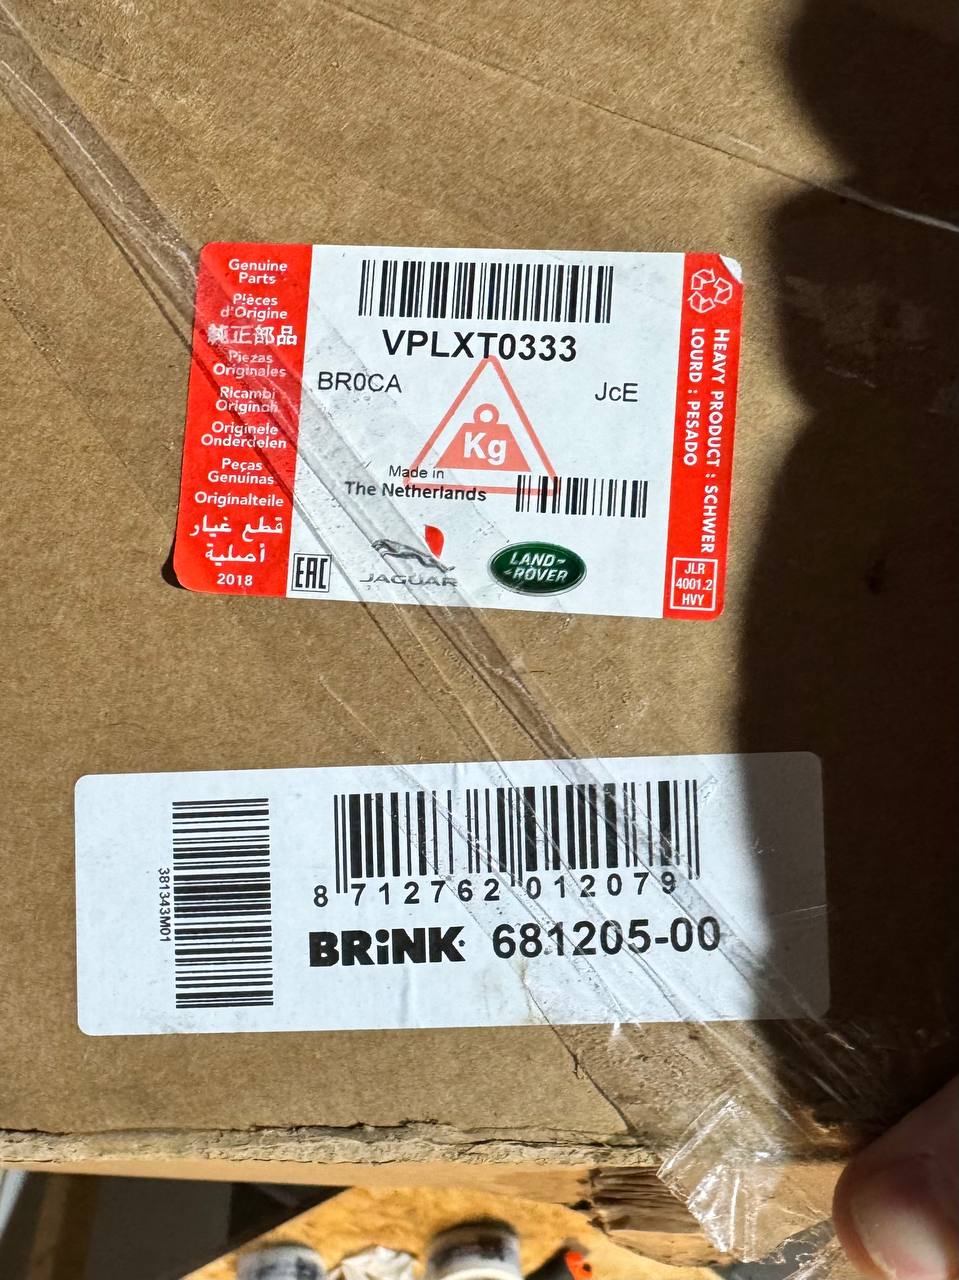 Genuine
Parts
Pièces
d'Origine
純正部品
Piezas
Originales
Ricambi
Originali
Originele
Onderdelen
Peças
Genuínas
Originalteile
قطع غيار
أصلية
2018
VPLXT0333
BR0CA
JcE
Kg
Made in
The Netherlands
EAC
JAGUAR
LAND-
ROVER
HEAVY PRODUCT : SCHWER
LOURD : PESADO
JLR
4001.2
HVY
381343M01
8 712762 012079
BRiNK 681205-00